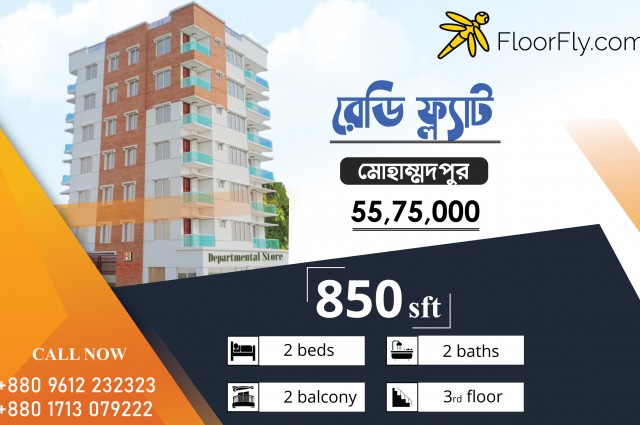 FloorFly.com
রেডি ফ্ল্যাট
মোহাম্মদপুর
55,75,000
Departmental Store
850 sft
2 beds
2 baths
2 balcony
3rd floor
CALL NOW
+880 9612 232323
+880 1713 079222